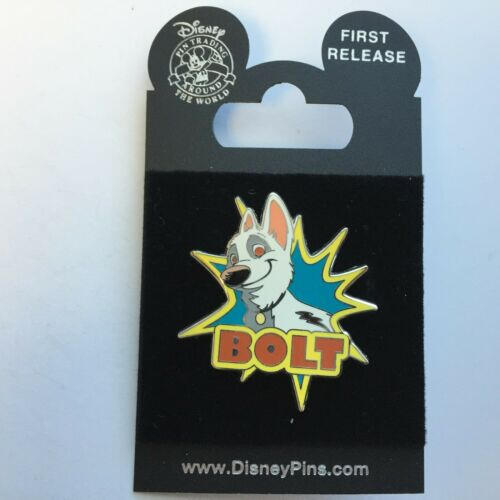 Disney
PIN TRADING
AROUND
THE WORLD
FIRST
RELEASE
BOLT
www.DisneyPins.com